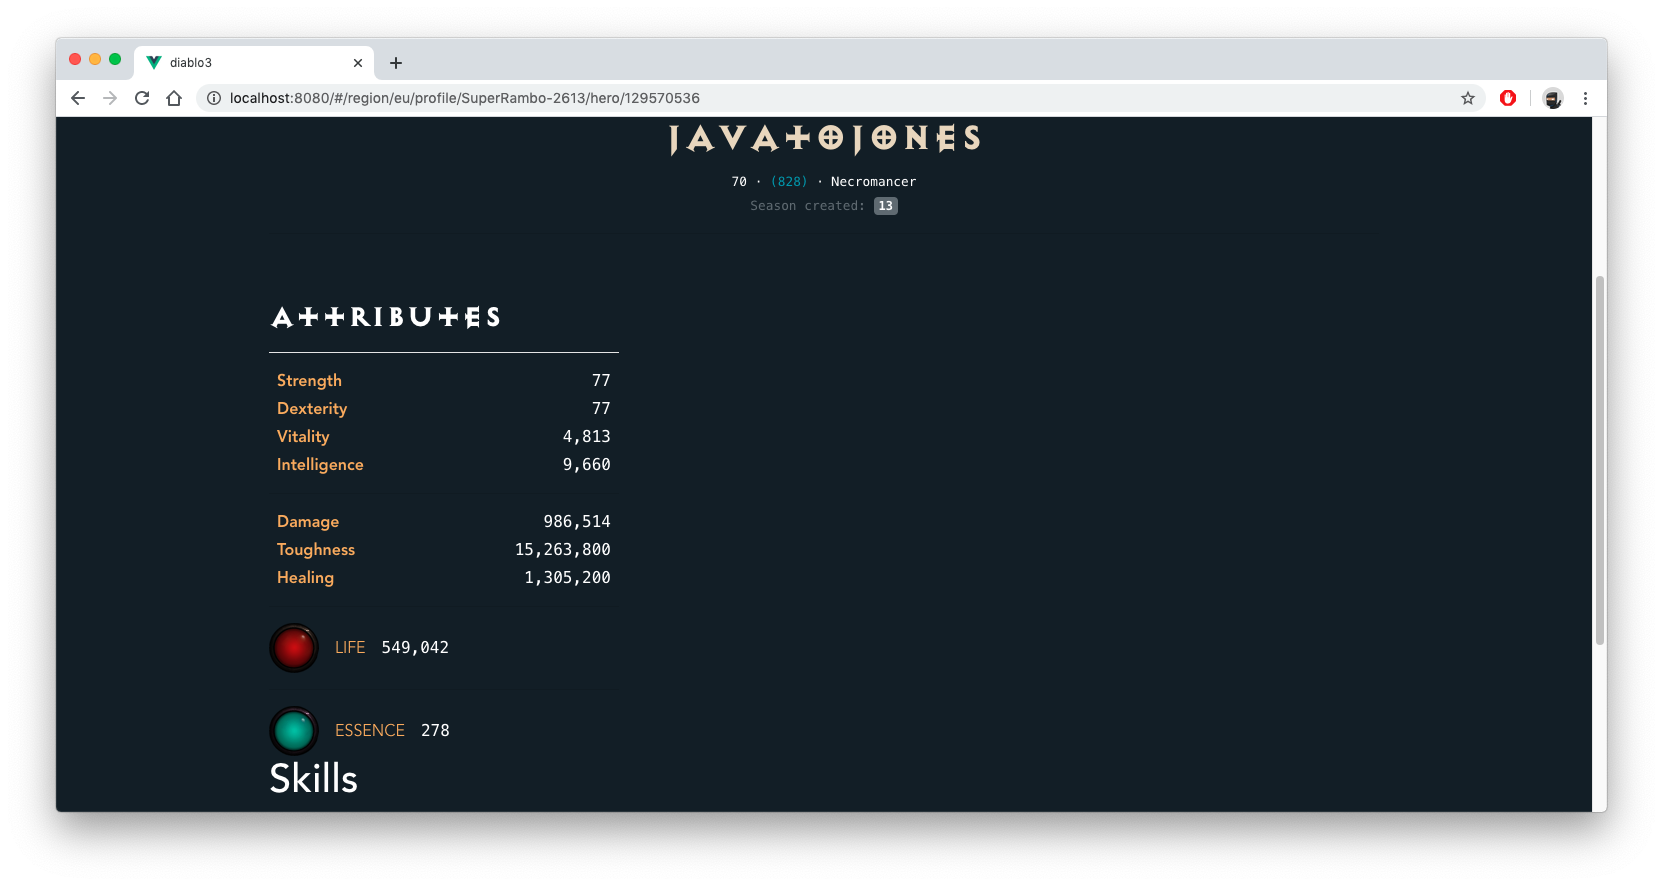 diablo3
localhost:8080/#/region/eu/profile/SuperRambo-2613/hero/129570536
JAVATOJONES
70 · (828) · Necromancer
Season created: 13
ATTRIBUTES
Strength 77
Dexterity 77
Vitality 4,813
Intelligence 9,660
Damage 986,514
Toughness 15,263,800
Healing 1,305,200
LIFE 549,042
ESSENCE 278
Skills